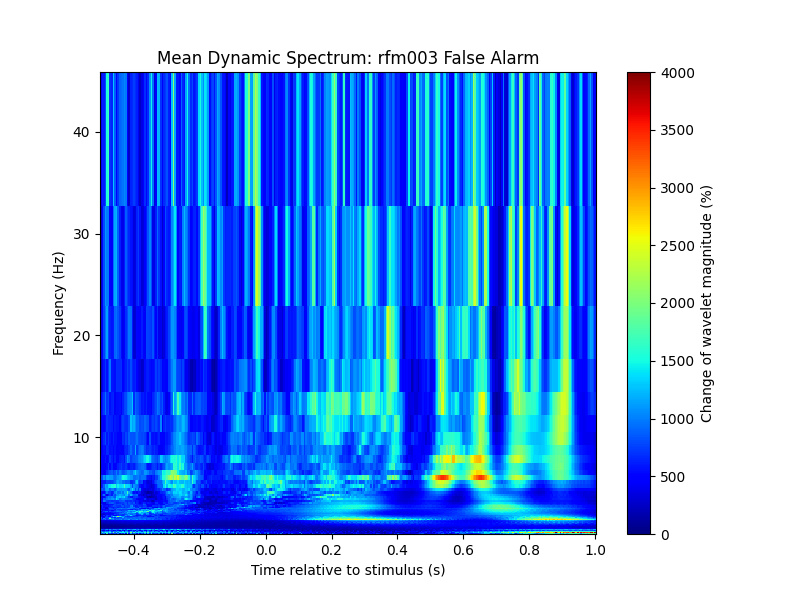 Mean Dynamic Spectrum: rfm003 False Alarm
40
30
20
10
Frequency (Hz)
−0.4 −0.2 0.0 0.2 0.4 0.6 0.8 1.0
Time relative to stimulus (s)
4000
3500
3000
2500
2000
1500
1000
500
0
Change of wavelet magnitude (%)